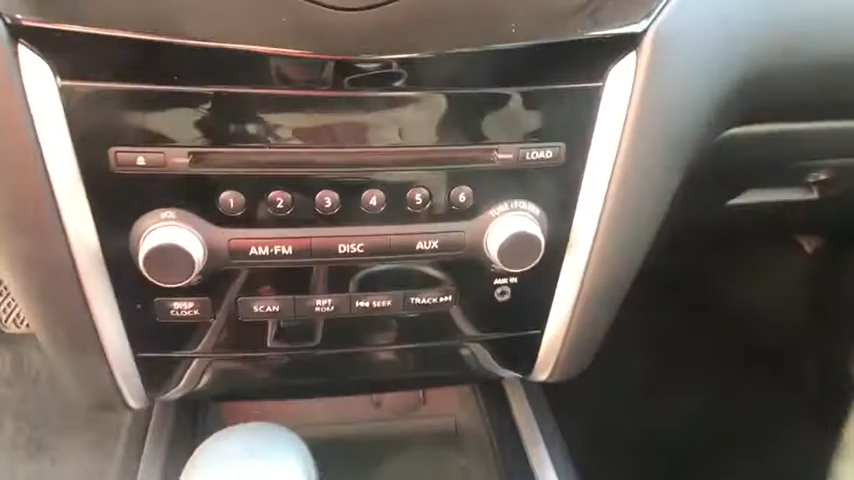 LOAD
1 2 3 4 5 6
VOL
TUNE & FOLDER
AM·FM DISC AUX
AUX IN
DISP
CLOCK
SCAN
RPT
RDM
SEEK
TRACK